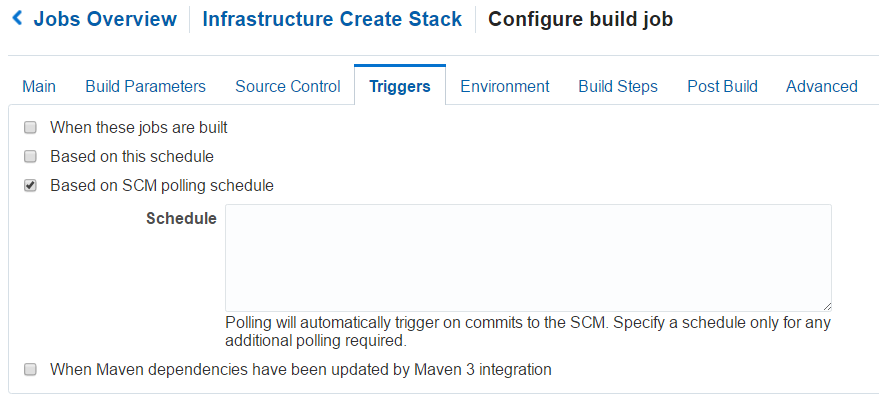 Jobs Overview Infrastructure Create Stack Configure build job
Main Build Parameters Source Control Triggers Environment Build Steps Post Build Advanced
When these jobs are built
Based on this schedule
Based on SCM polling schedule
Schedule
Polling will automatically trigger on commits to the SCM. Specify a schedule only for any
additional polling required.
When Maven dependencies have been updated by Maven 3 integration